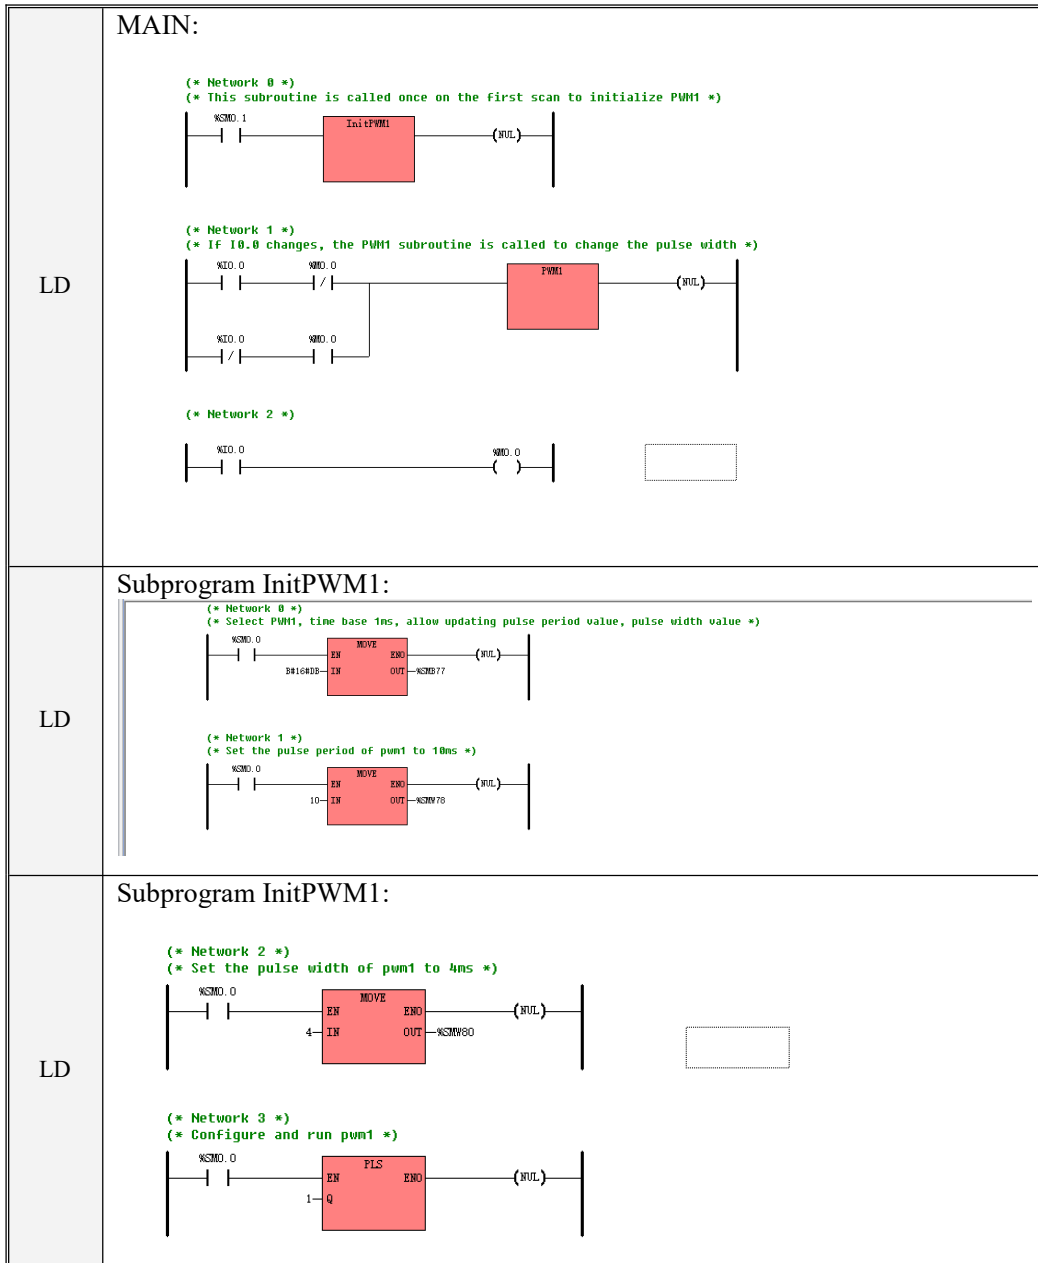 MAIN:
(* Network 0 *)
(* This subroutine is called once on the first scan to initialize PWM1 *)
%SM0.1
InitPWM1
(NUL)
(* Network 1 *)
(* If I0.0 changes, the PWM1 subroutine is called to change the pulse width *)
%I0.0 %M0.0
PWM1
(NUL)
LD
%I0.0 %M0.0
(* Network 2 *)
%I0.0 %M0.0
Subprogram InitPWM1:
(* Network 0 *)
(* Select PWM1, time base 1ms, allow updating pulse period value, pulse width value *)
%SM0.0
MOVE
EN ENO (NUL)
B#16#DB IN OUT %SMB77
LD
(* Network 1 *)
(* Set the pulse period of pwm1 to 10ms *)
%SM0.0
MOVE
EN ENO (NUL)
10 IN OUT %SMW78
Subprogram InitPWM1:
(* Network 2 *)
(* Set the pulse width of pwm1 to 4ms *)
%SM0.0
MOVE
EN ENO (NUL)
4 IN OUT %SMW80
LD
(* Network 3 *)
(* Configure and run pwm1 *)
%SM0.0
PLS
EN ENO (NUL)
1 Q